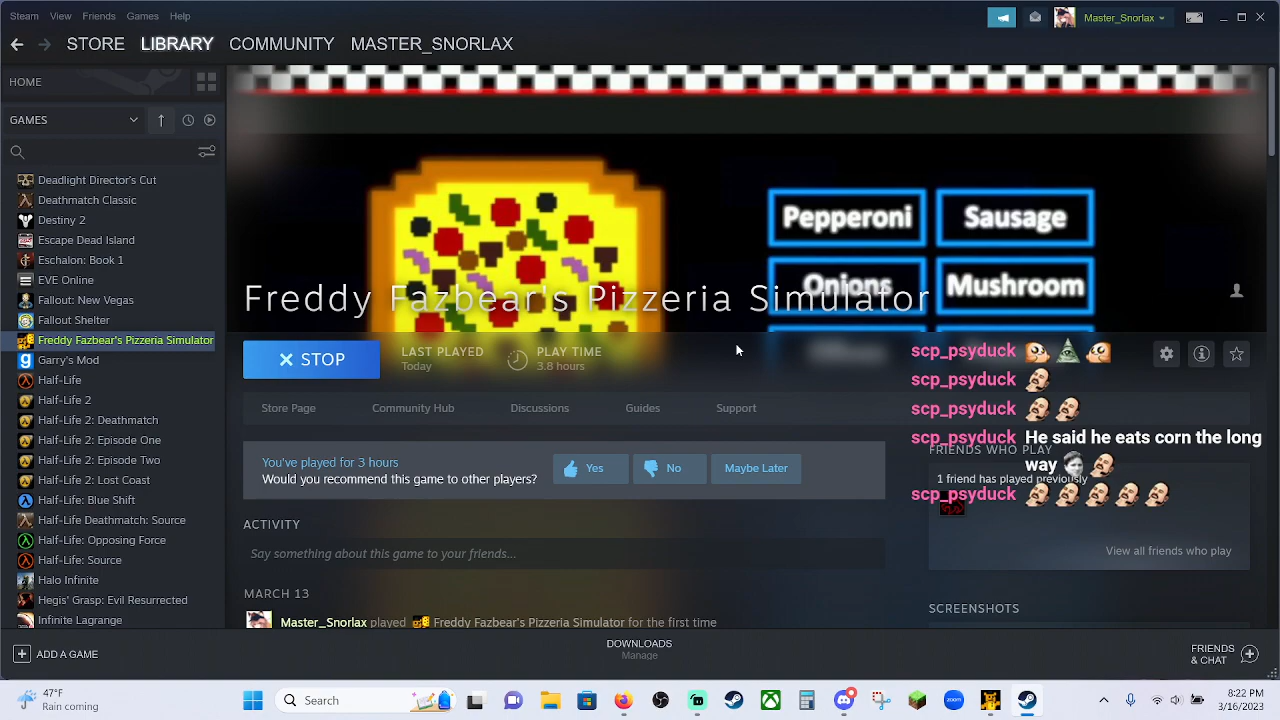 Steam View Friends Games Help
Master_Snorlax
STORE LIBRARY COMMUNITY MASTER_SNORLAX
HOME
GAMES
Deadlight Director's Cut
Deathmatch Classic
Destiny 2
Escape Dead Island
Eschalon: Book 1
EVE Online
Fallout: New Vegas
Fallout Shelter
Freddy Fazbear's Pizzeria Simulator
Garry's Mod
Half-Life
Half-Life 2
Half-Life 2: Deathmatch
Half-Life 2: Episode One
Half-Life 2: Episode Two
Half-Life 2: Lost Coast
Half-Life: Blue Shift
Half-Life Deathmatch: Source
Half-Life: Opposing Force
Half-Life: Source
Halo Infinite
Hegis' Grasp: Evil Resurrected
Infinite Lagrange
Pepperoni Sausage
Onions Mushroom
Freddy Fazbear's Pizzeria Simulator
STOP
LAST PLAYED
Today
PLAY TIME
3.8 hours
Store Page Community Hub Discussions Guides Support
You've played for 3 hours
Would you recommend this game to other players?
Yes No Maybe Later
ACTIVITY
Say something about this game to your friends...
MARCH 13
Master_Snorlax played Freddy Fazbear's Pizzeria Simulator for the first time
scp_psyduck
scp_psyduck
scp_psyduck
scp_psyduck He said he eats corn the long
way
scp_psyduck
FRIENDS WHO PLAY
1 friend has played previously
View all friends who play
SCREENSHOTS
ADD A GAME
DOWNLOADS
Manage
FRIENDS
& CHAT
47°F
Rain coming
Search
zoom
8:22 PM
3/16/2023